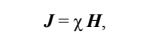 J = χ H,